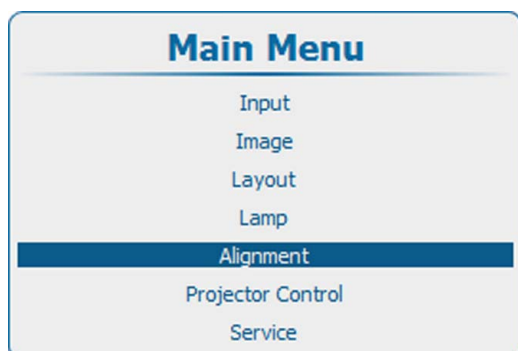 Main Menu
Input
Image
Layout
Lamp
Alignment
Projector Control
Service